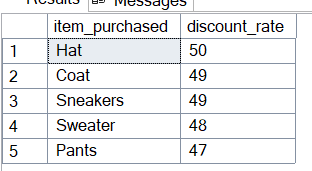 Results Messages
item_purchased discount_rate
1 Hat 50
2 Coat 49
3 Sneakers 49
4 Sweater 48
5 Pants 47